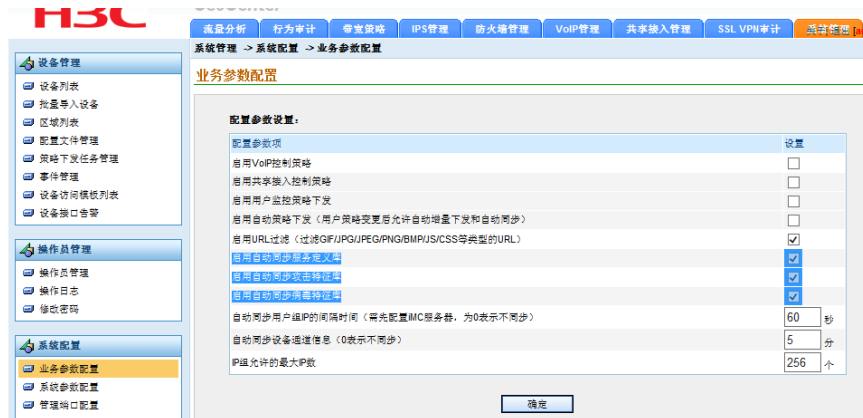 H3C
流量分析 行为审计 带宽策略 IPS管理 防火墙管理 VoIP管理 共享接入管理 SSL VPN审计 系统管理
系统管理 -> 系统配置 -> 业务参数配置
设备管理
设备列表
批量导入设备
区域列表
配置文件管理
策略下发任务管理
事件管理
设备访问模板列表
设备接口告警
操作员管理
操作员管理
操作日志
修改密码
系统配置
业务参数配置
系统参数配置
管理端口配置
业务参数配置
配置参数设置：
配置参数项 设置
启用VoIP控制策略
启用共享接入控制策略
启用用户监控策略下发
启用自动策略下发（用户策略变更后允许自动增量下发和自动同步）
启用URL过滤（过滤GIF/JPG/JPEG/PNG/BMP/JS/CSS等类型的URL）
启用自动同步服务定义库
启用自动同步攻击特征库
启用自动同步病毒特征库
自动同步用户组IP的间隔时间（需先配置iMC服务器，为0表示不同步） 60 秒
自动同步设备通道信息（0表示不同步） 5 分
IP组允许的最大IP数 256 个
确定